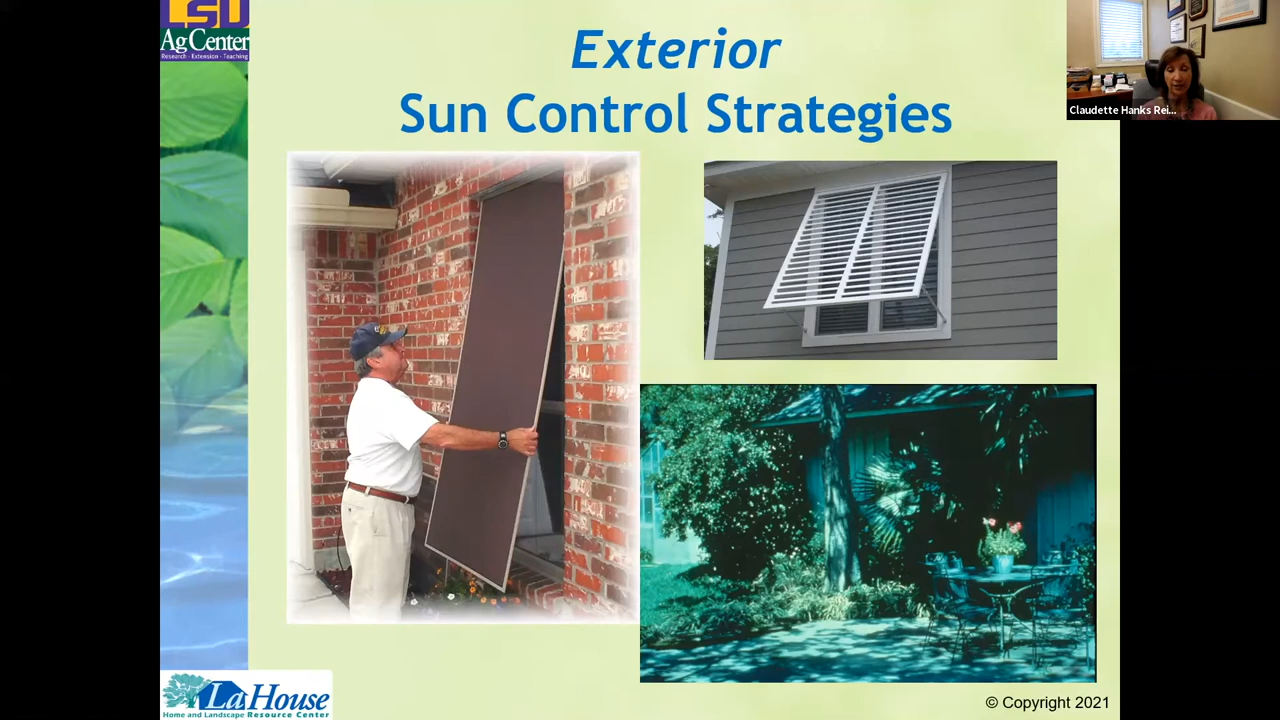 LSU
AgCenter
Research · Extension · Teaching
Exterior
Sun Control Strategies
Claudette Hanks Rei...
LaHouse
Home and Landscape Resource Center
© Copyright 2021